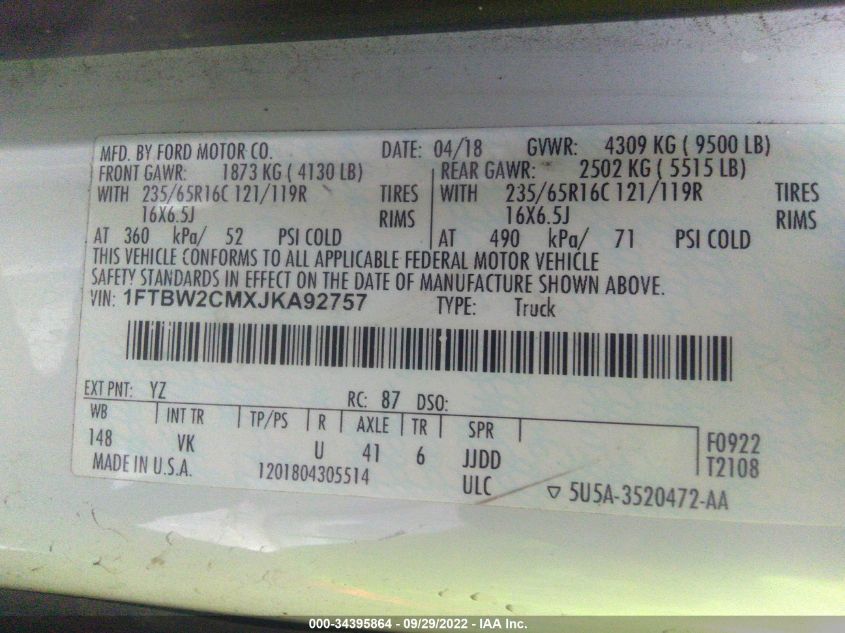 MFD. BY FORD MOTOR CO. DATE: 04/18 GVWR: 4309 KG ( 9500 LB)
FRONT GAWR: 1873 KG ( 4130 LB) REAR GAWR: 2502 KG ( 5515 LB)
WITH 235/65R16C 121/119R TIRES WITH 235/65R16C 121/119R TIRES
16X6.5J RIMS 16X6.5J RIMS
AT 360 kPa/ 52 PSI COLD AT 490 kPa/ 71 PSI COLD
THIS VEHICLE CONFORMS TO ALL APPLICABLE FEDERAL MOTOR VEHICLE
SAFETY STANDARDS IN EFFECT ON THE DATE OF MANUFACTURE SHOWN ABOVE.
VIN: 1FTBW2CMXJKA92757 TYPE: Truck
EXT PNT: YZ RC: 87 DSO:
WB INT TR TP/PS R AXLE TR SPR
148 VK U 41 6 JJDD F0922
MADE IN U.S.A. 1201804305514 ULC T2108
▽ 5U5A-3520472-AA
000-34395864 - 09/29/2022 - IAA Inc.